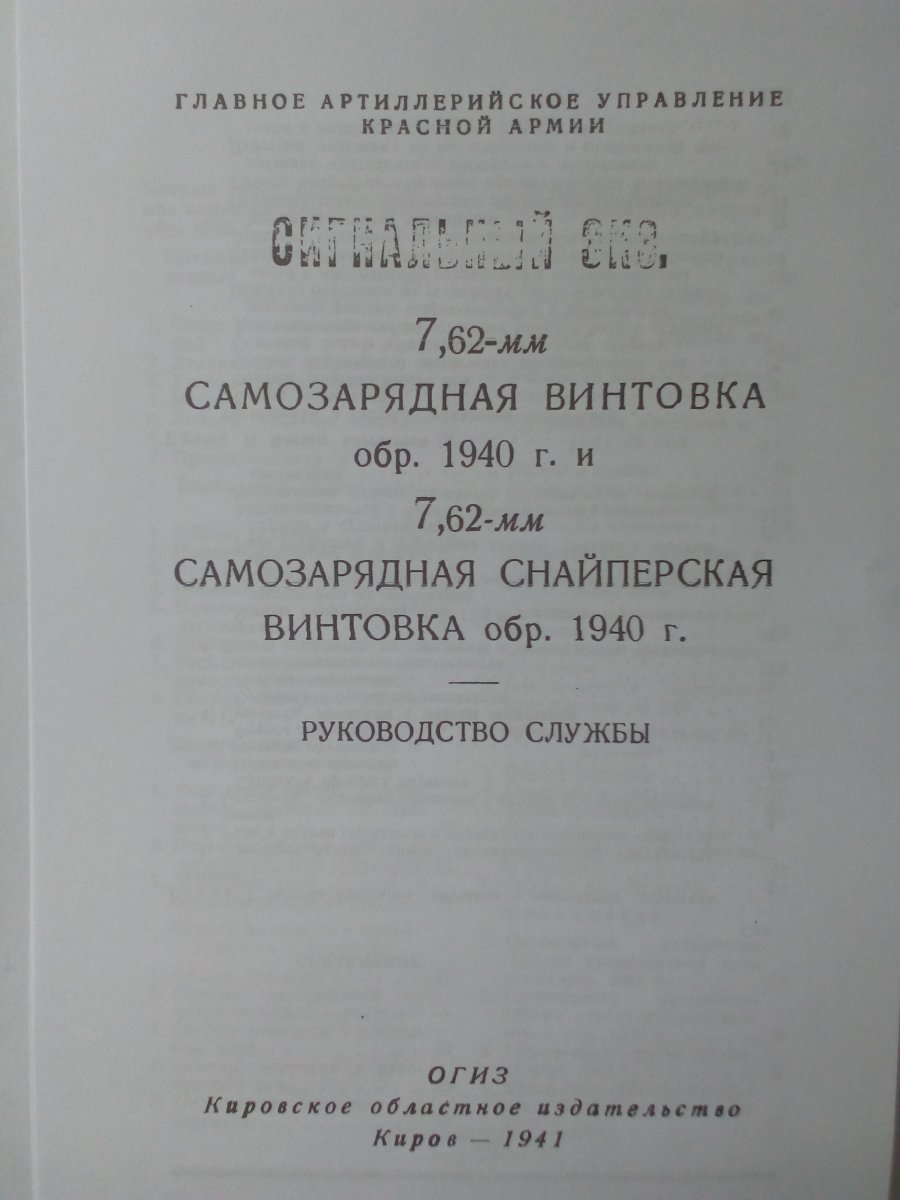 ГЛАВНОЕ АРТИЛЛЕРИЙСКОЕ УПРАВЛЕНИЕ
КРАСНОЙ АРМИИ
СИГНАЛЬНЫЙ ЭКЗ.
7,62-мм
САМОЗАРЯДНАЯ ВИНТОВКА
обр. 1940 г. и
7,62-мм
САМОЗАРЯДНАЯ СНАЙПЕРСКАЯ
ВИНТОВКА обр. 1940 г.
РУКОВОДСТВО СЛУЖБЫ
ОГИЗ
Кировское областное издательство
Киров — 1941